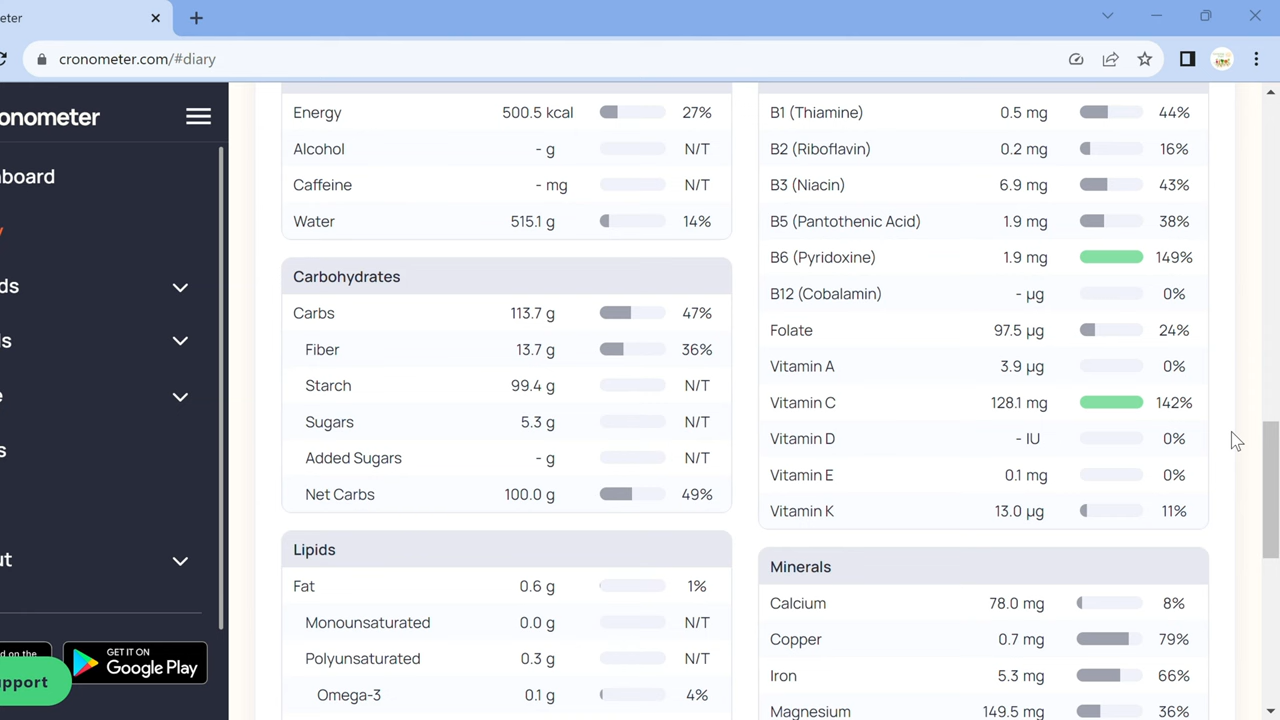 eter
cronometer.com/#diary
onometer
board
y
ds
ls
e
s
ut
d on the
GET IT ON
Google Play
upport
Energy 500.5 kcal 27%
Alcohol - g N/T
Caffeine - mg N/T
Water 515.1 g 14%
Carbohydrates
Carbs 113.7 g 47%
Fiber 13.7 g 36%
Starch 99.4 g N/T
Sugars 5.3 g N/T
Added Sugars - g N/T
Net Carbs 100.0 g 49%
Lipids
Fat 0.6 g 1%
Monounsaturated 0.0 g N/T
Polyunsaturated 0.3 g N/T
Omega-3 0.1 g 4%
B1 (Thiamine) 0.5 mg 44%
B2 (Riboflavin) 0.2 mg 16%
B3 (Niacin) 6.9 mg 43%
B5 (Pantothenic Acid) 1.9 mg 38%
B6 (Pyridoxine) 1.9 mg 149%
B12 (Cobalamin) - µg 0%
Folate 97.5 µg 24%
Vitamin A 3.9 µg 0%
Vitamin C 128.1 mg 142%
Vitamin D - IU 0%
Vitamin E 0.1 mg 0%
Vitamin K 13.0 µg 11%
Minerals
Calcium 78.0 mg 8%
Copper 0.7 mg 79%
Iron 5.3 mg 66%
Magnesium 149.5 mg 36%